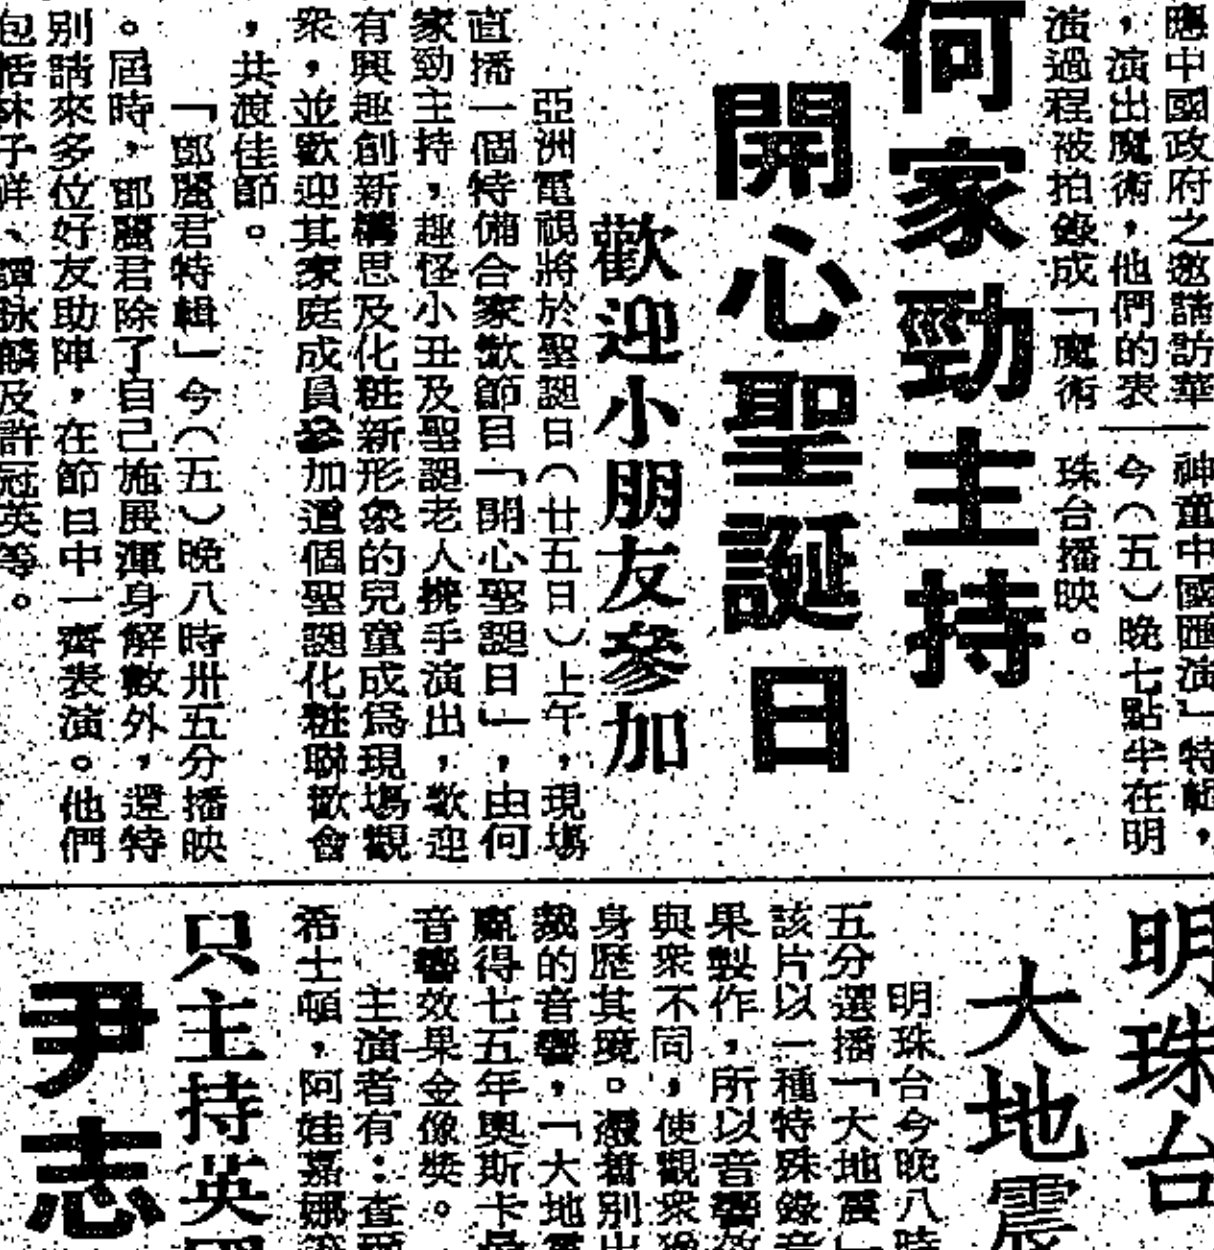 應中國政府之邀請訪華
，演出魔術，他們的表
演過程被拍錄成「魔術
神童中國匯演」特輯，
今（五）晚七點半在明
珠台播映。
何家勁主持
開心聖誕日
歡迎小朋友參加
亞洲電視將於聖誕日（廿五日）上午，現塲
直播一個特備合家歡節目「開心聖誕日」，由何
家勁主持，趣怪小丑及聖誕老人携手演出，歡迎
有興趣創新構思及化粧新形象的兒童成爲現塲觀
衆，並歡迎其家庭成員參加這個聖誕化粧聯歡會
，共渡佳節。
「鄧麗君特輯」今（五）晚八時卅五分播映
。屆時，鄧麗君除了自己施展渾身解數外，還特
別請來多位好友助陣，在節目中一齊表演。他們
包括林子祥、譚詠麟及許冠英等。
明珠台
大地震
明珠台今晚八時
五分選播「大地震」
該片以一種特殊錄音
果製作，所以音響效
與衆不同，使觀衆
身歷其境。憑着別出
裁的音響，「大地震
贏得七五年奧斯卡
音響效果金像獎。
主演者有：查
希士頓，阿娃嘉娜
只主持英
尹志